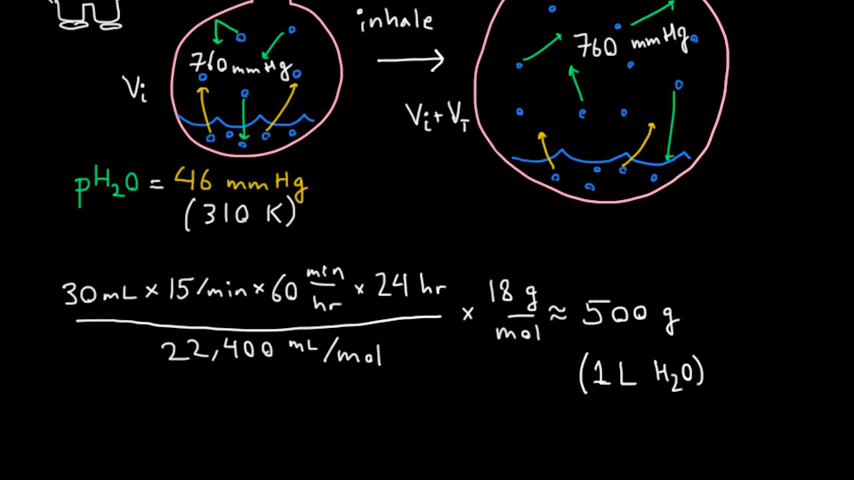 inhale
760 mmHg
760 mmHg
Vi
Vi + VT
pH2O = 46 mmHg
(310 K)
30 mL × 15/min × 60 min/hr × 24 hr
22,400 mL/mol
× 18 g/mol ≈ 500 g
(1 L H2O)